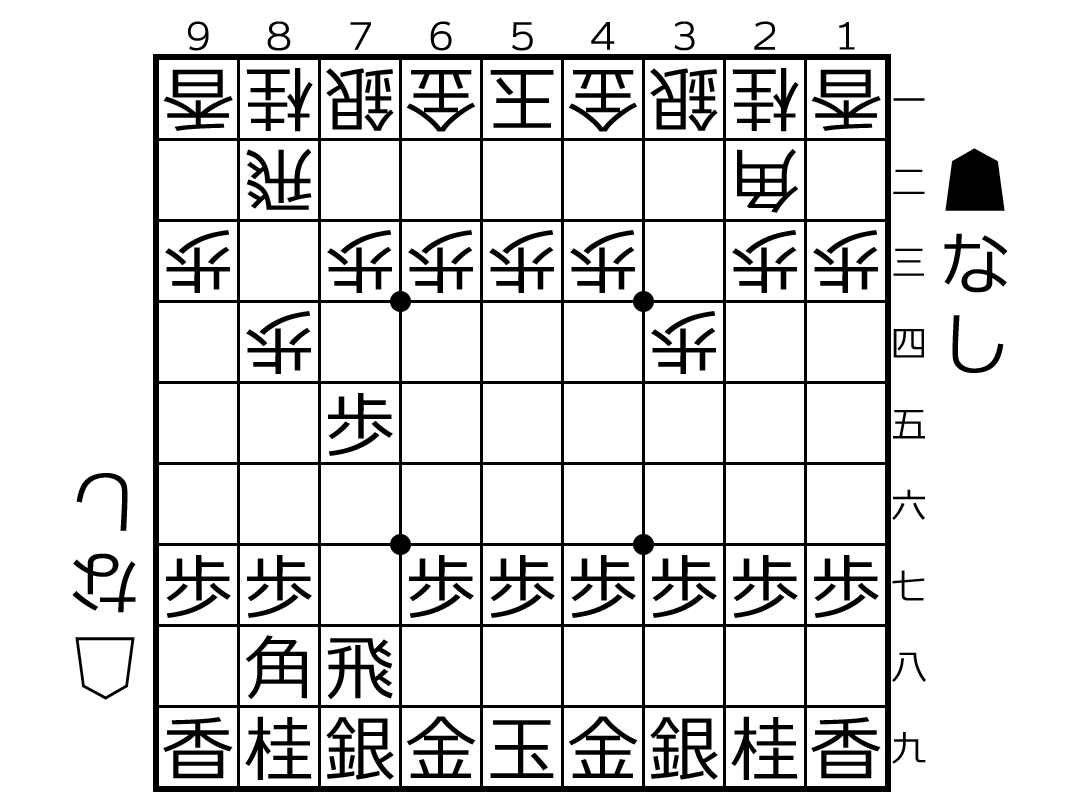 9 8 7 6 5 4 3 2 1
香 桂 銀 金 王 金 銀 桂 香 一
飛 角 二
歩 歩 歩 歩 歩 歩 歩 三
歩 歩 四
歩 五
六
歩 歩 歩 歩 歩 歩 歩 歩 七
角 飛 八
香 桂 銀 金 玉 金 銀 桂 香 九
☗なし
☖なし